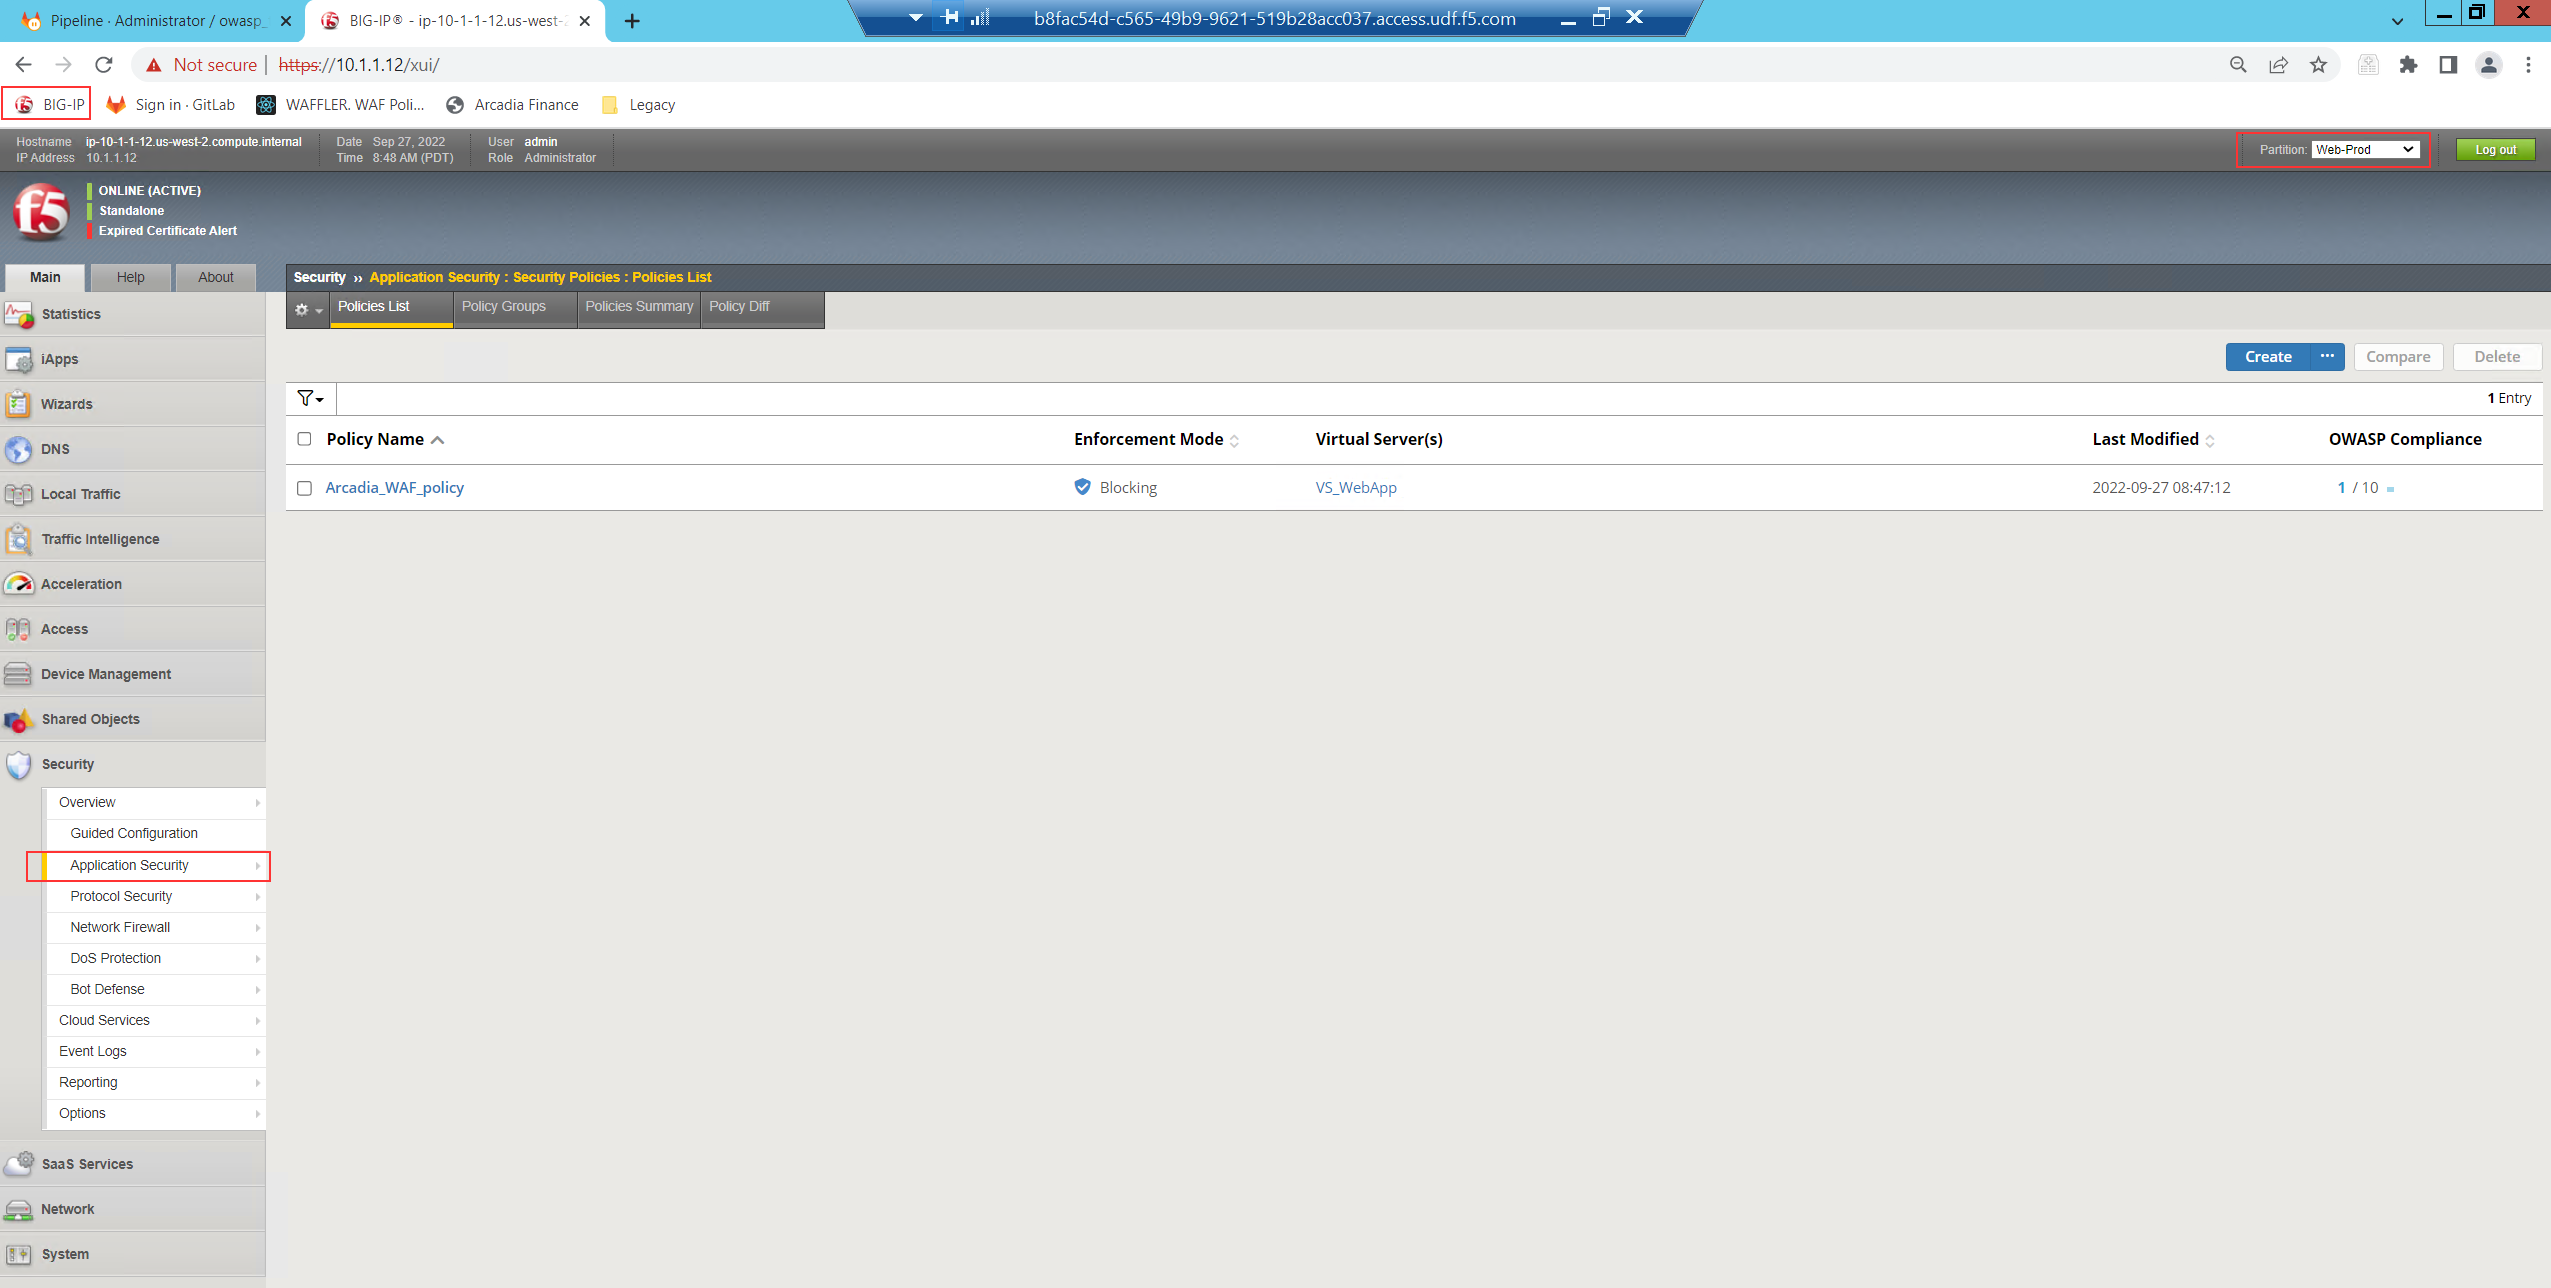 Pipeline · Administrator / owasp_
BIG-IP® - ip-10-1-1-12.us-west-2
b8fac54d-c565-49b9-9621-519b28acc037.access.udf.f5.com
Not secure | https://10.1.1.12/xui/
BIG-IP
Sign in · GitLab
WAFFLER. WAF Poli...
Arcadia Finance
Legacy
Hostname ip-10-1-1-12.us-west-2.compute.internal
IP Address 10.1.1.12
Date Sep 27, 2022
Time 8:48 AM (PDT)
User admin
Role Administrator
Partition: Web-Prod
Log out
f5
ONLINE (ACTIVE)
Standalone
Expired Certificate Alert
Main
Help
About
Security ›› Application Security : Security Policies : Policies List
Policies List
Policy Groups
Policies Summary
Policy Diff
Statistics
iApps
Wizards
DNS
Local Traffic
Traffic Intelligence
Acceleration
Access
Device Management
Shared Objects
Security
Overview
Guided Configuration
Application Security
Protocol Security
Network Firewall
DoS Protection
Bot Defense
Cloud Services
Event Logs
Reporting
Options
SaaS Services
Network
System
Create ...
Compare
Delete
1 Entry
Policy Name
Enforcement Mode
Virtual Server(s)
Last Modified
OWASP Compliance
Arcadia_WAF_policy
Blocking
VS_WebApp
2022-09-27 08:47:12
1 / 10